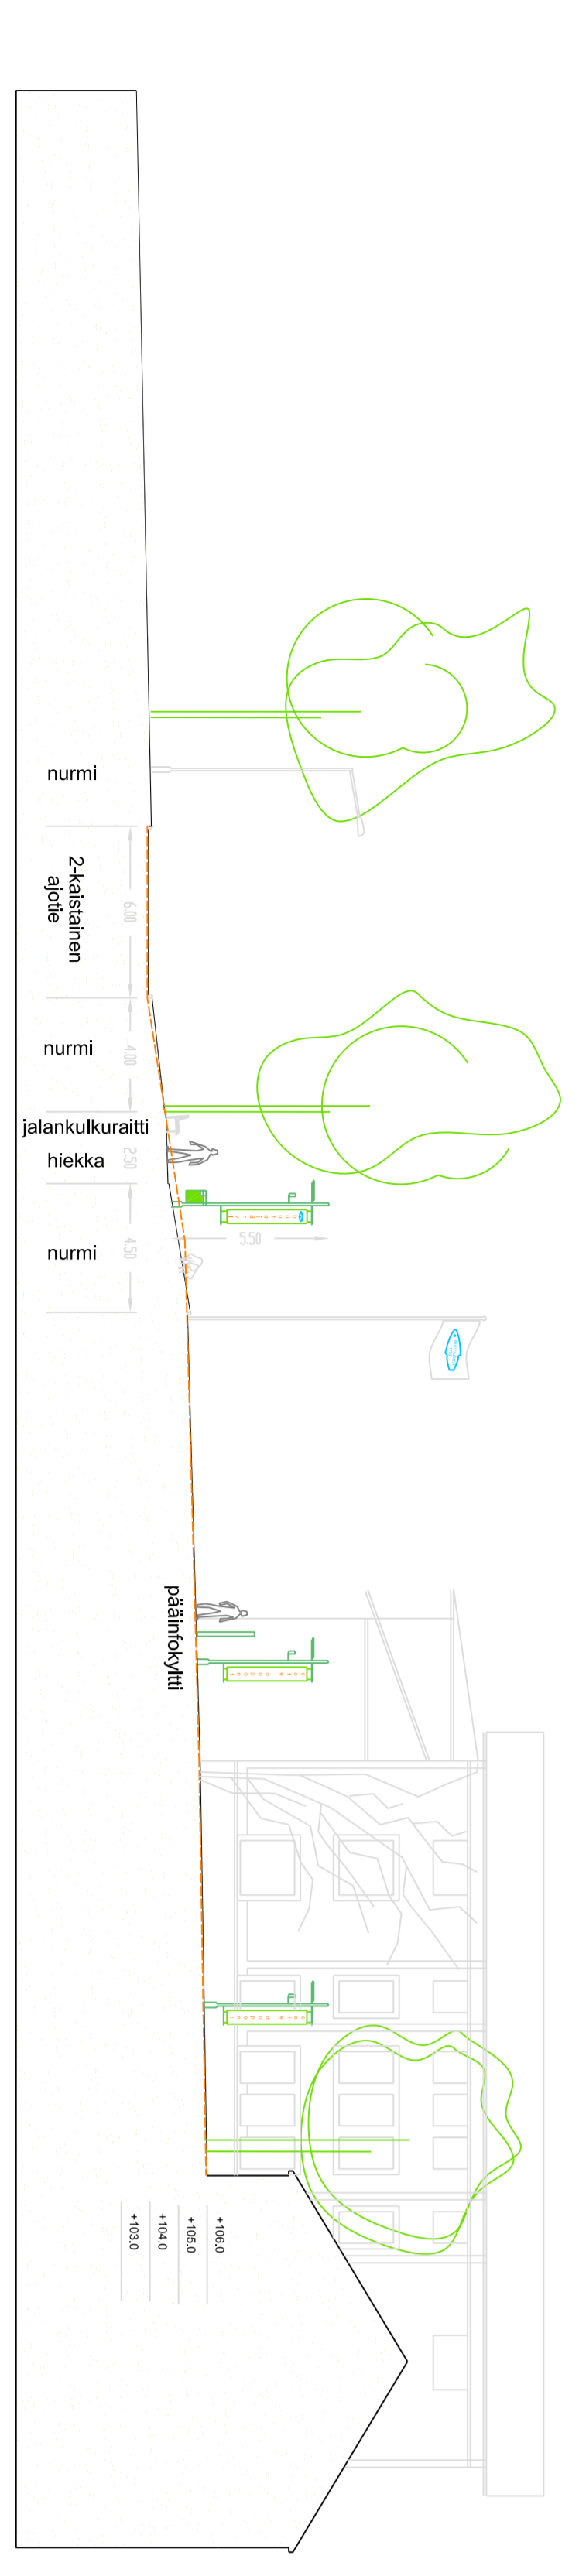 nurmi
2-kaistainen
ajotie
6.00
nurmi
4.00
jalankulkuraitti
hiekka
2.50
nurmi
4.50
5.50
pääinfokyltti
+106.0
+105.0
+104.0
+103.0